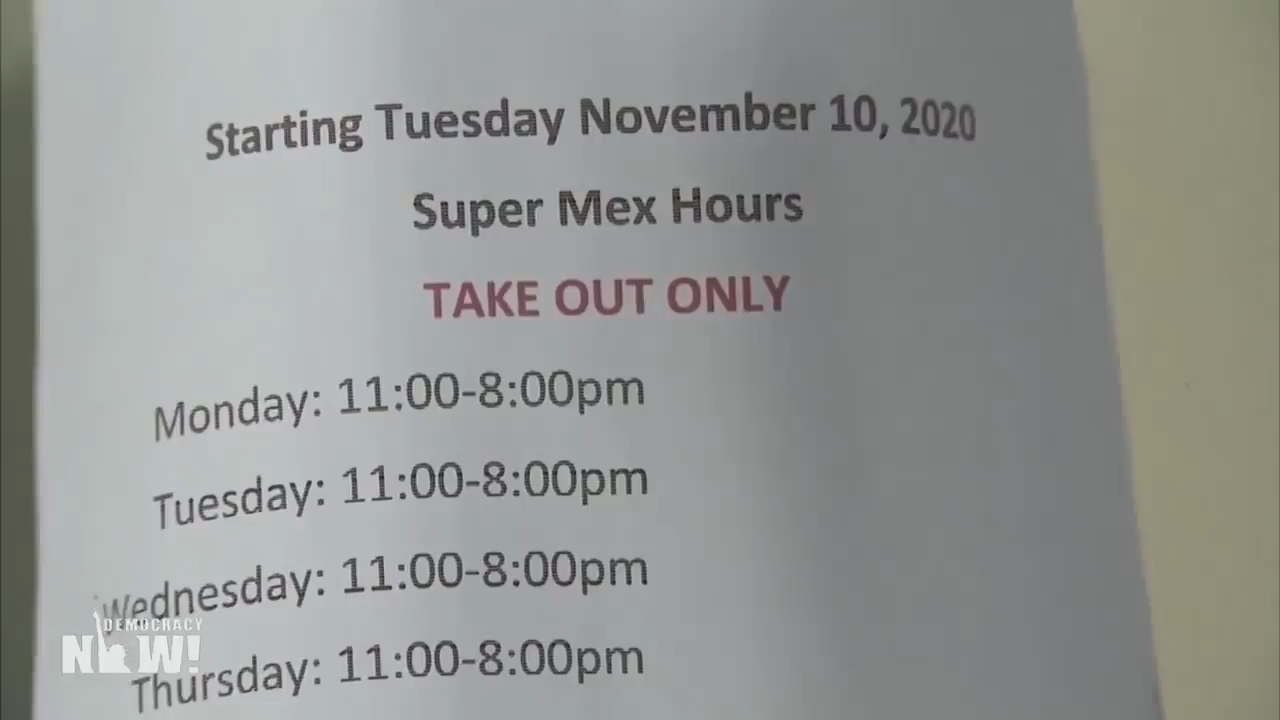 Starting Tuesday November 10, 2020
Super Mex Hours
TAKE OUT ONLY
Monday: 11:00-8:00pm
Tuesday: 11:00-8:00pm
Wednesday: 11:00-8:00pm
Thursday: 11:00-8:00pm
DEMOCRACY
NOW!